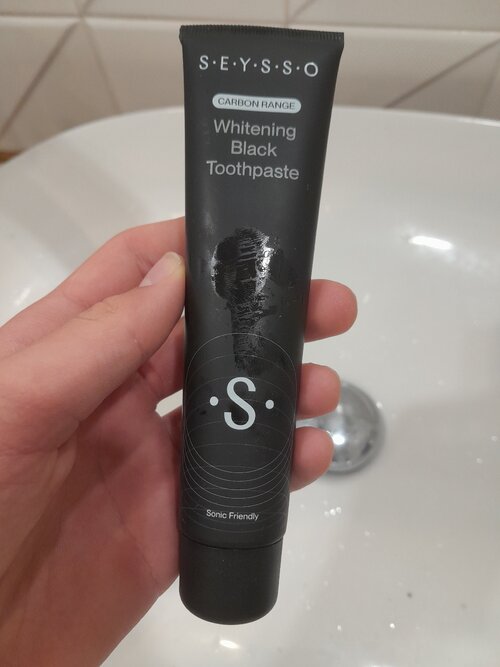 S·E·Y·S·S·O
CARBON RANGE
Whitening
Black
Toothpaste
·S·
Sonic Friendly